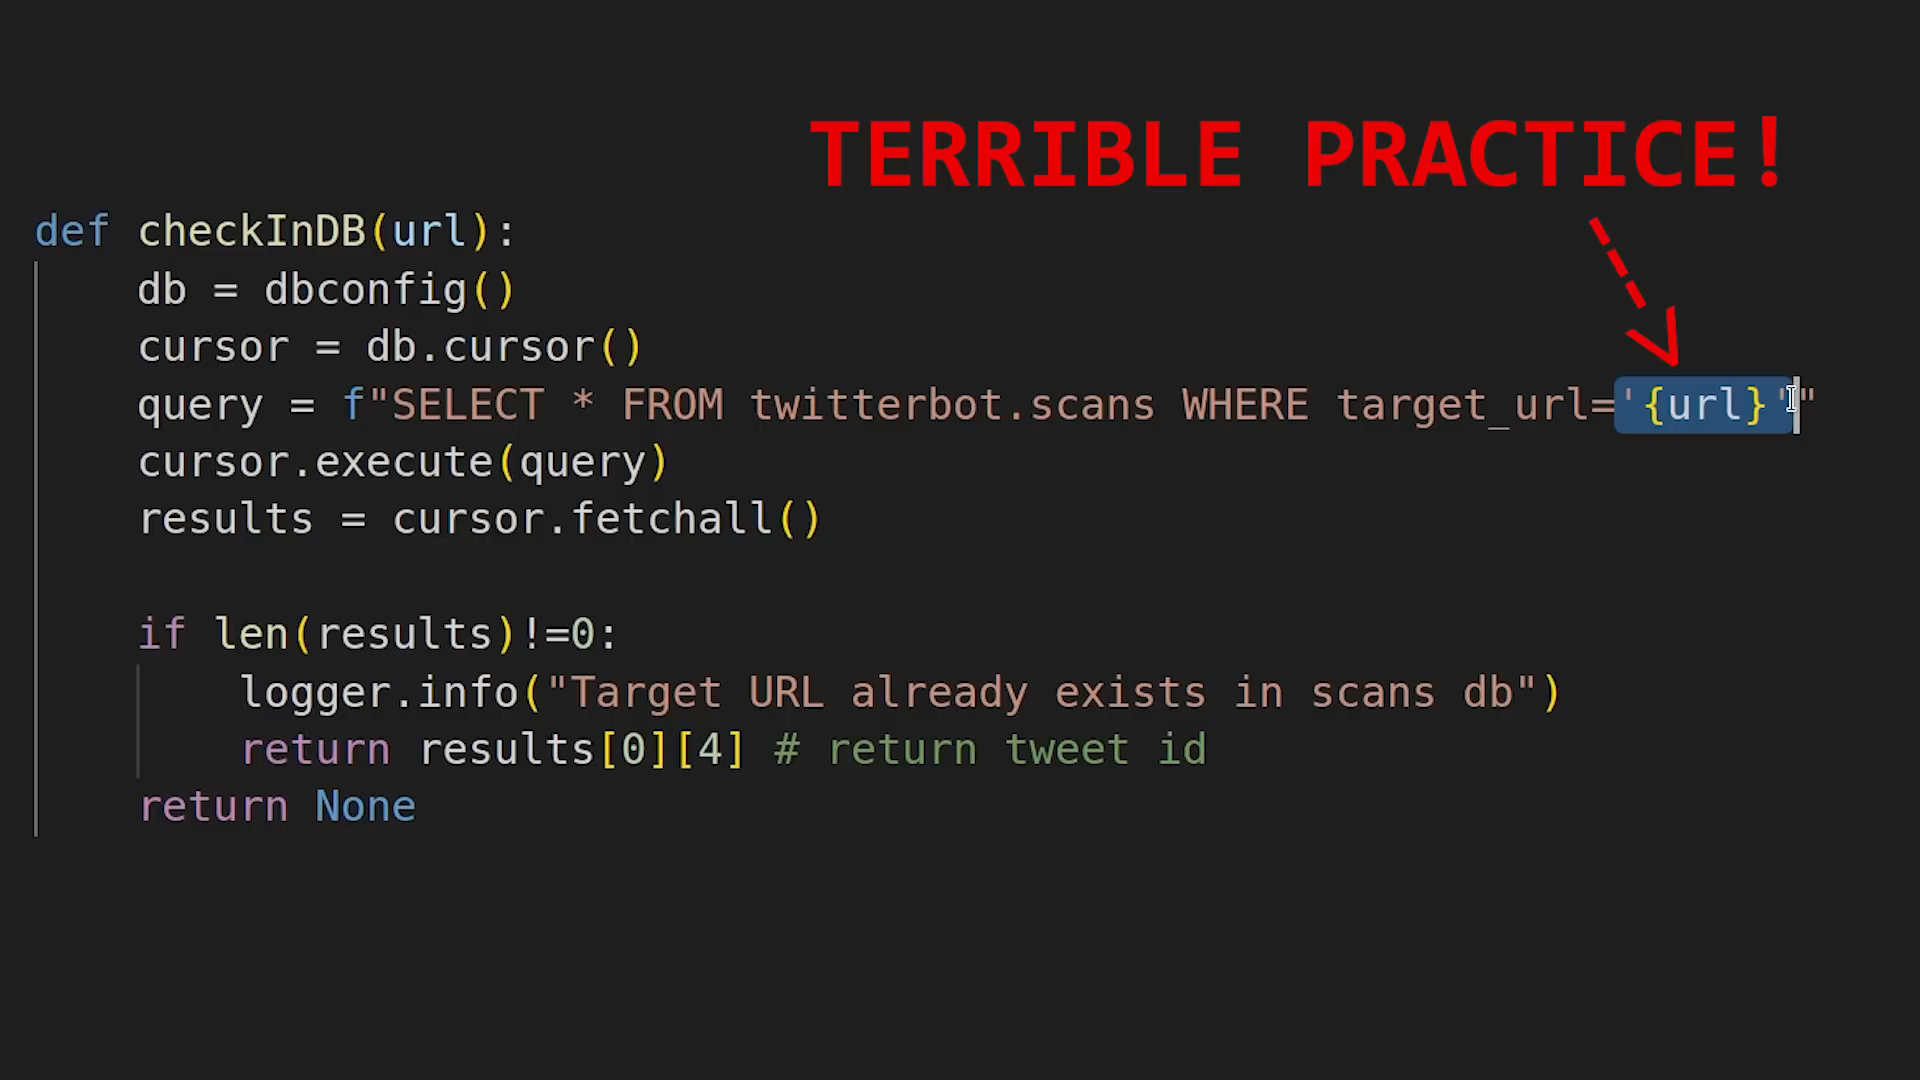 TERRIBLE PRACTICE!
def checkInDB(url):
    db = dbconfig()
    cursor = db.cursor()
    query = f"SELECT * FROM twitterbot.scans WHERE target_url='{url}'"
    cursor.execute(query)
    results = cursor.fetchall()
    if len(results)!=0:
        logger.info("Target URL already exists in scans db")
        return results[0][4] # return tweet id
    return None